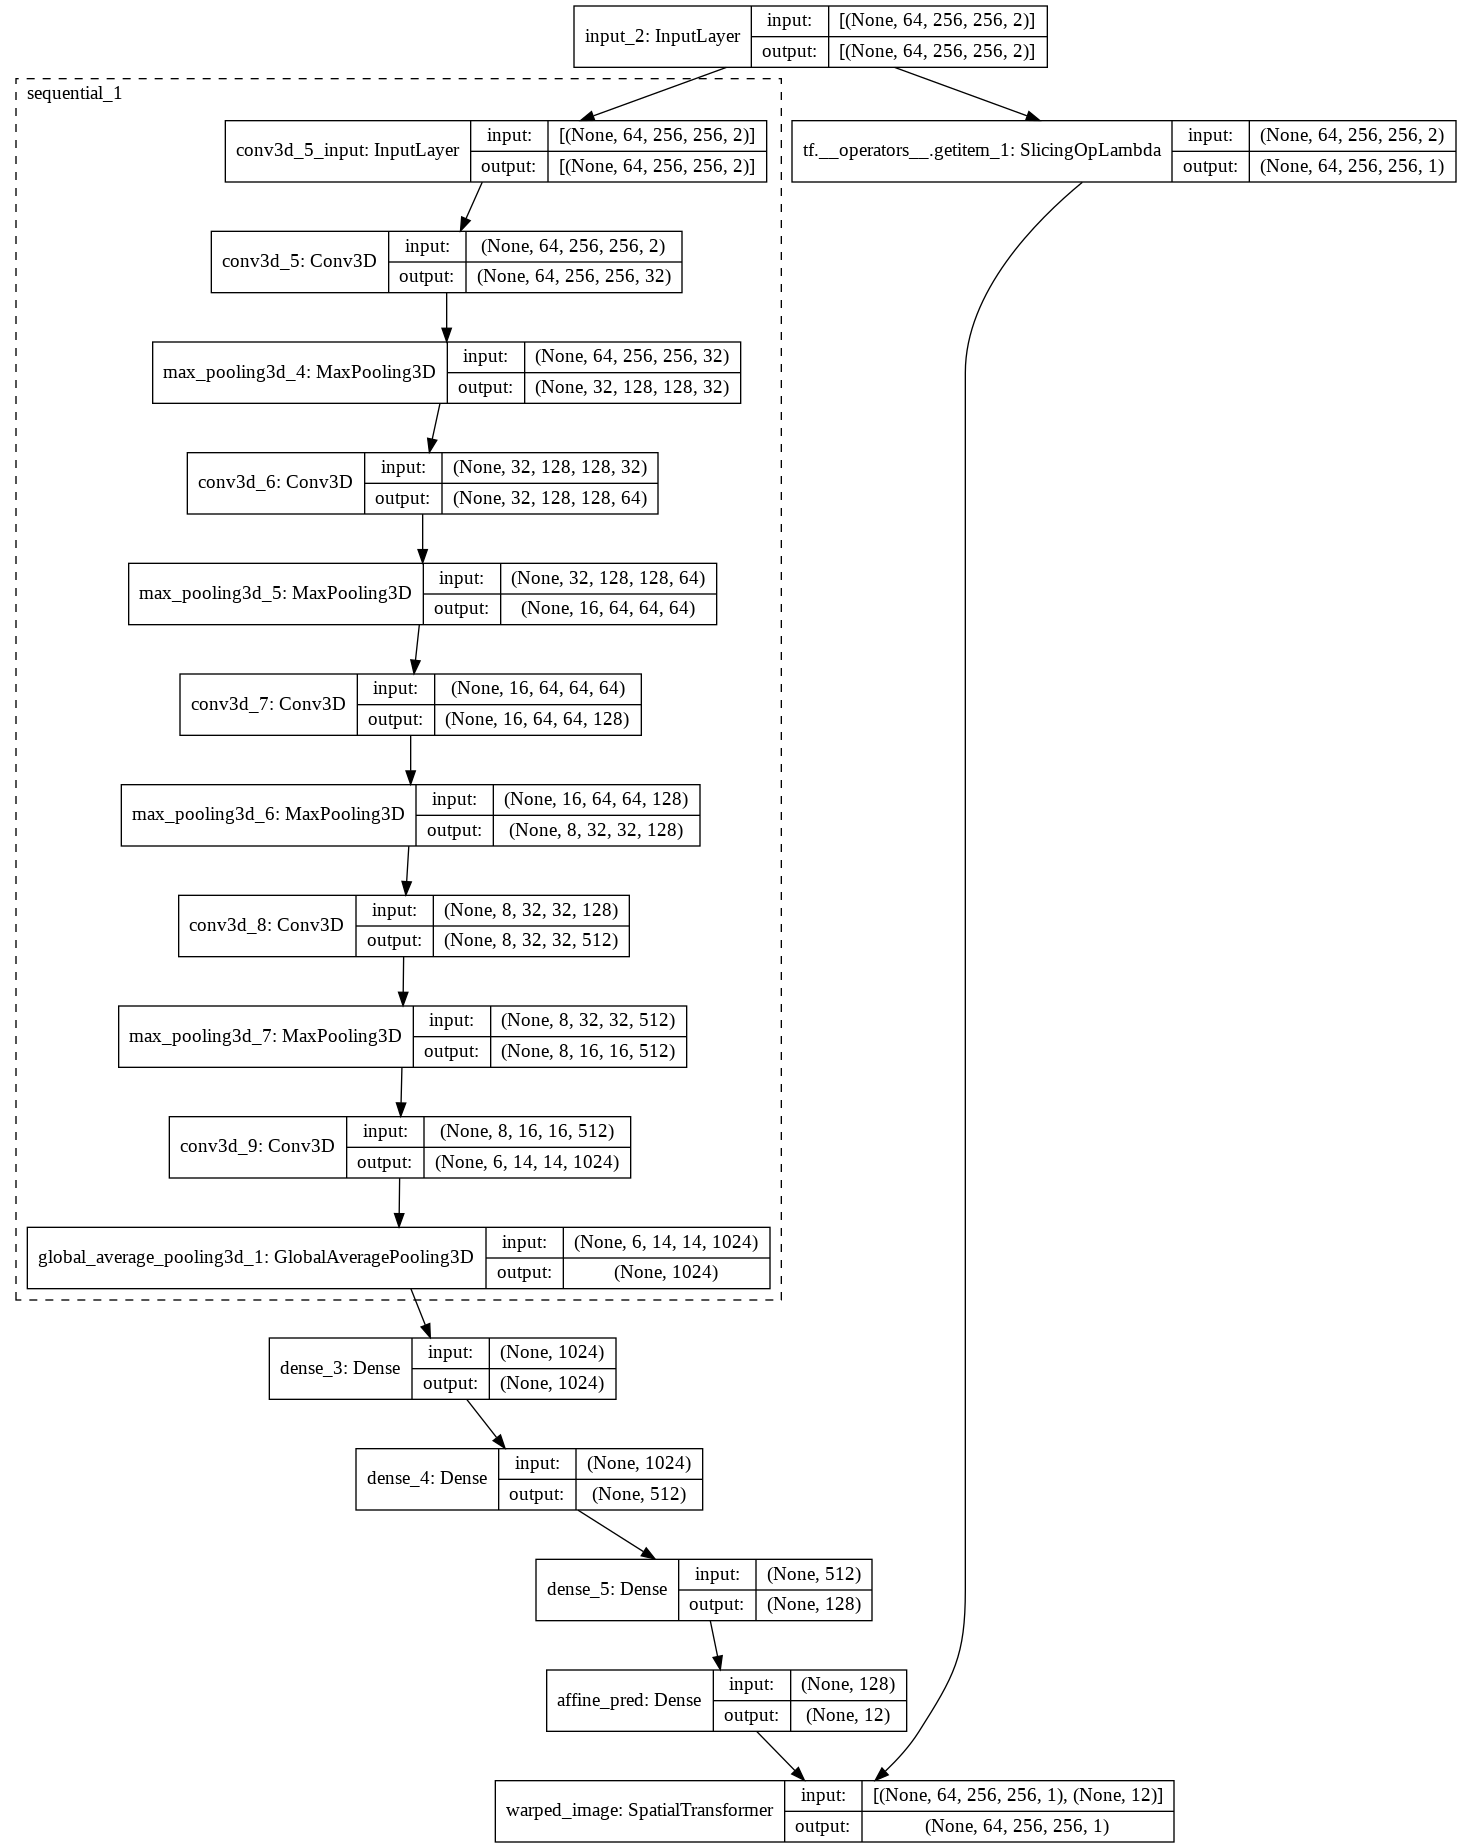 input_2: InputLayer
input: [(None, 64, 256, 256, 2)]
output: [(None, 64, 256, 256, 2)]
sequential_1
conv3d_5_input: InputLayer
input: [(None, 64, 256, 256, 2)]
output: [(None, 64, 256, 256, 2)]
tf.__operators__.getitem_1: SlicingOpLambda
input: (None, 64, 256, 256, 2)
output: (None, 64, 256, 256, 1)
conv3d_5: Conv3D
input: (None, 64, 256, 256, 2)
output: (None, 64, 256, 256, 32)
max_pooling3d_4: MaxPooling3D
input: (None, 64, 256, 256, 32)
output: (None, 32, 128, 128, 32)
conv3d_6: Conv3D
input: (None, 32, 128, 128, 32)
output: (None, 32, 128, 128, 64)
max_pooling3d_5: MaxPooling3D
input: (None, 32, 128, 128, 64)
output: (None, 16, 64, 64, 64)
conv3d_7: Conv3D
input: (None, 16, 64, 64, 64)
output: (None, 16, 64, 64, 128)
max_pooling3d_6: MaxPooling3D
input: (None, 16, 64, 64, 128)
output: (None, 8, 32, 32, 128)
conv3d_8: Conv3D
input: (None, 8, 32, 32, 128)
output: (None, 8, 32, 32, 512)
max_pooling3d_7: MaxPooling3D
input: (None, 8, 32, 32, 512)
output: (None, 8, 16, 16, 512)
conv3d_9: Conv3D
input: (None, 8, 16, 16, 512)
output: (None, 6, 14, 14, 1024)
global_average_pooling3d_1: GlobalAveragePooling3D
input: (None, 6, 14, 14, 1024)
output: (None, 1024)
dense_3: Dense
input: (None, 1024)
output: (None, 1024)
dense_4: Dense
input: (None, 1024)
output: (None, 512)
dense_5: Dense
input: (None, 512)
output: (None, 128)
affine_pred: Dense
input: (None, 128)
output: (None, 12)
warped_image: SpatialTransformer
input: [(None, 64, 256, 256, 1), (None, 12)]
output: (None, 64, 256, 256, 1)